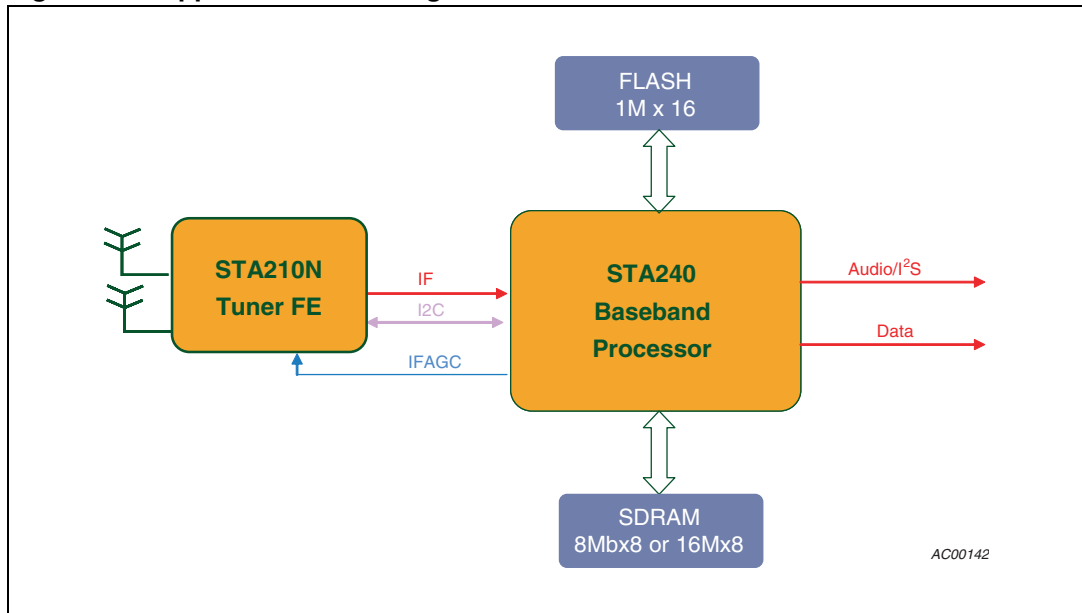 FLASH
1M x 16
STA210N
Tuner FE
IF
I2C
IFAGC
STA240
Baseband
Processor
Audio/I²S
Data
SDRAM
8Mbx8 or 16Mx8
AC00142